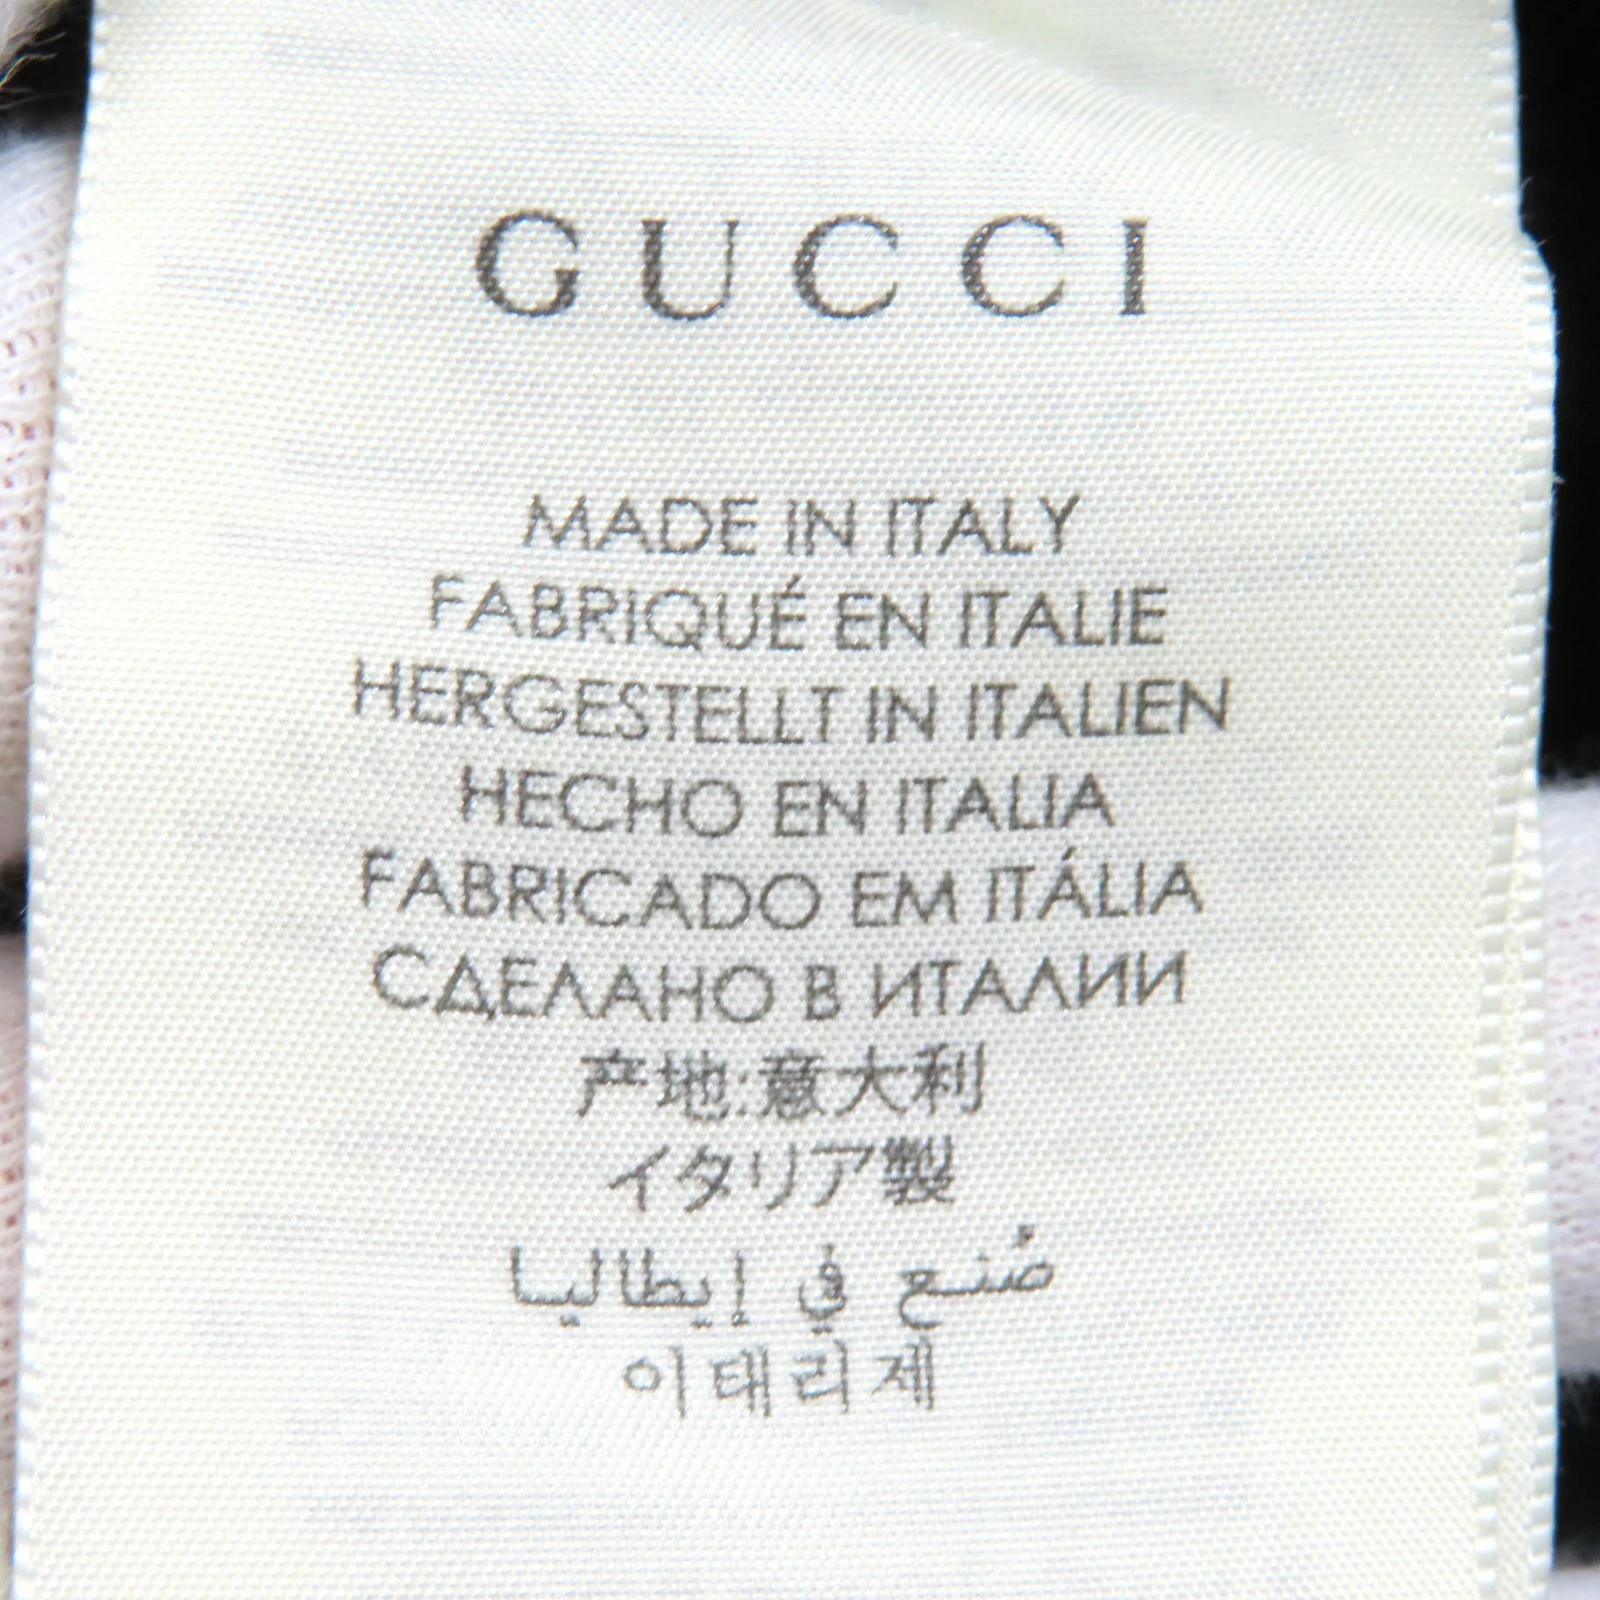 GUCCI
MADE IN ITALY
FABRIQUÉ EN ITALIE
HERGESTELLT IN ITALIEN
HECHO EN ITALIA
FABRICADO EM ITÁLIA
СДЕЛАНО В ИТАЛИИ
产地:意大利
イタリア製
صُنع في إيطاليا
이태리제